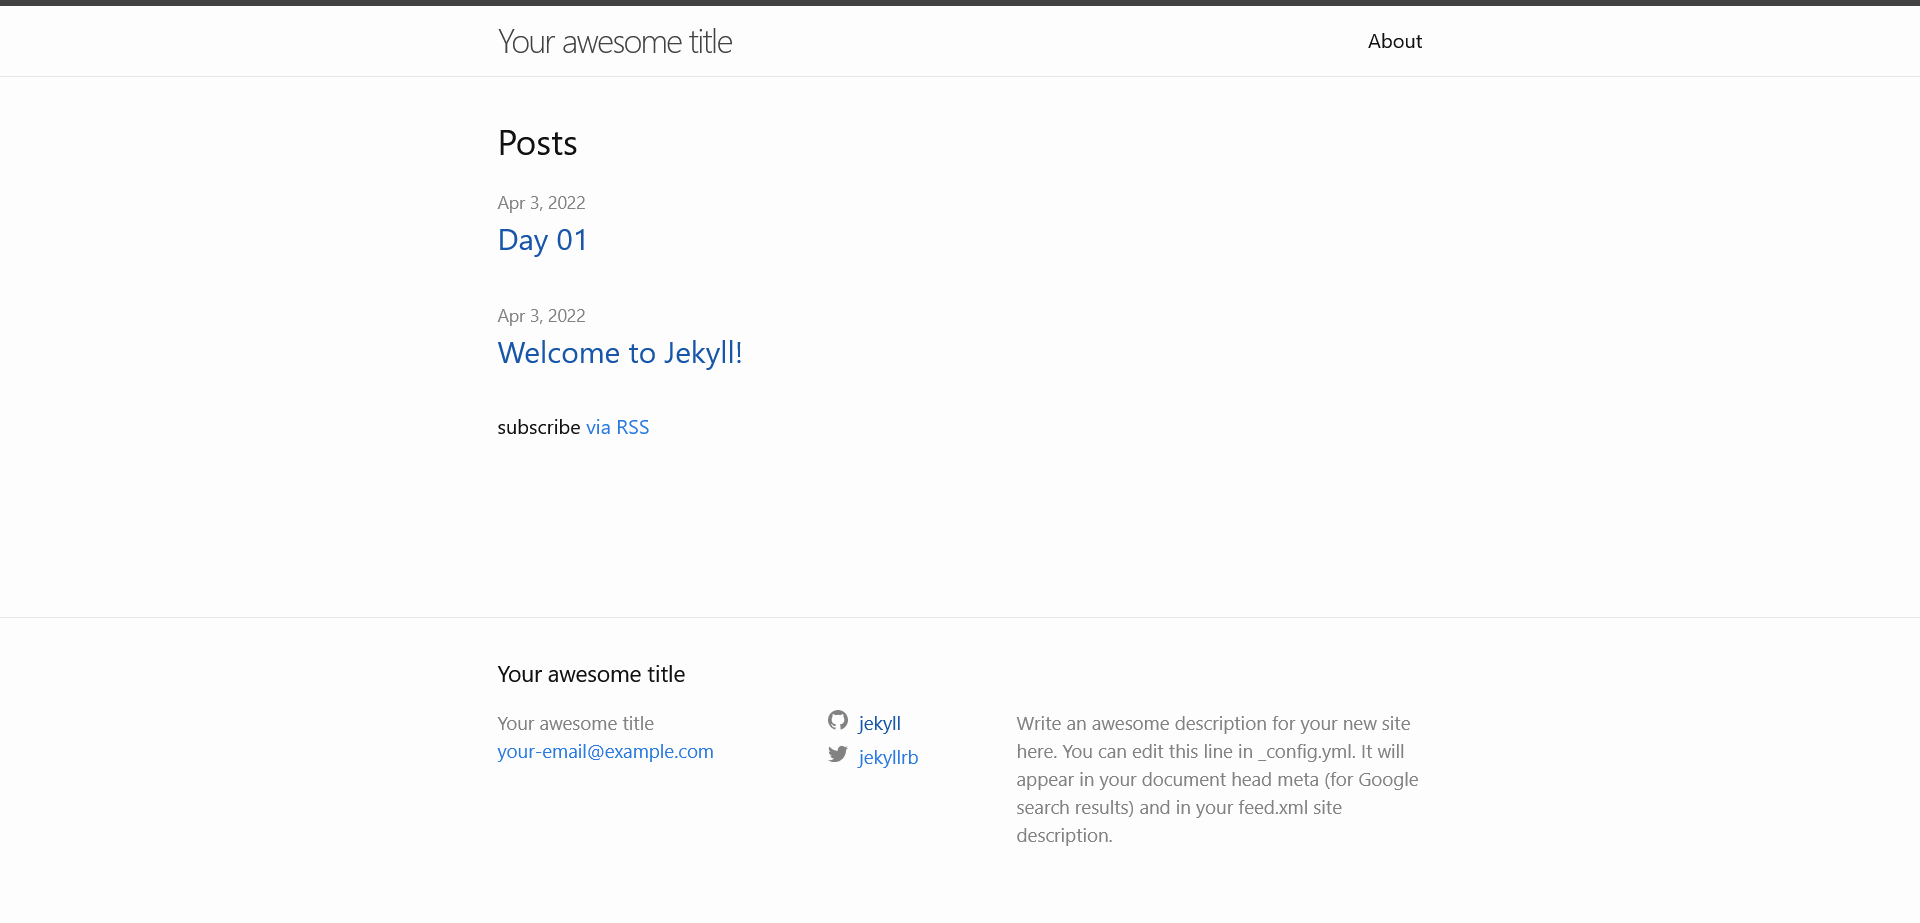 Your awesome title
About
Posts
Apr 3, 2022
Day 01
Apr 3, 2022
Welcome to Jekyll!
subscribe via RSS
Your awesome title
Your awesome title
your-email@example.com
jekyll
jekyllrb
Write an awesome description for your new site
here. You can edit this line in _config.yml. It will
appear in your document head meta (for Google
search results) and in your feed.xml site
description.